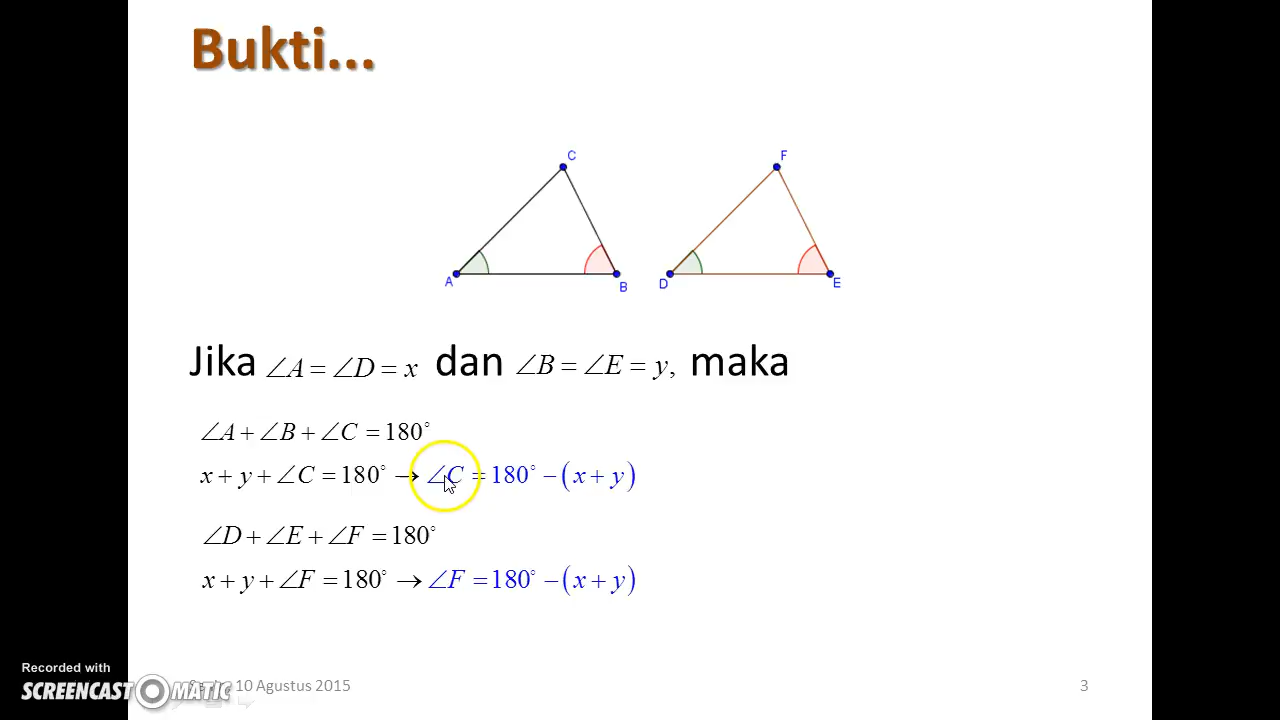 Bukti...
C
F
A
B
D
E
Jika ∠A = ∠D = x dan ∠B = ∠E = y, maka
∠A + ∠B + ∠C = 180°
x + y + ∠C = 180° → ∠C = 180° − (x + y)
∠D + ∠E + ∠F = 180°
x + y + ∠F = 180° → ∠F = 180° − (x + y)
Recorded with
SCREENCAST MATIC
10 Agustus 2015
3